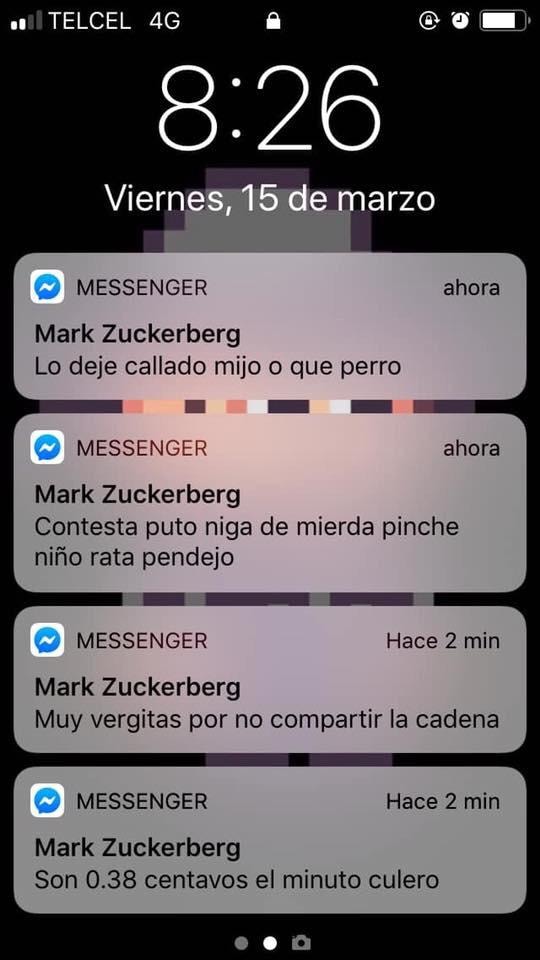 TELCEL 4G
8:26
Viernes, 15 de marzo
MESSENGER ahora
Mark Zuckerberg
Lo deje callado mijo o que perro
MESSENGER ahora
Mark Zuckerberg
Contesta puto niga de mierda pinche
niño rata pendejo
MESSENGER Hace 2 min
Mark Zuckerberg
Muy vergitas por no compartir la cadena
MESSENGER Hace 2 min
Mark Zuckerberg
Son 0.38 centavos el minuto culero